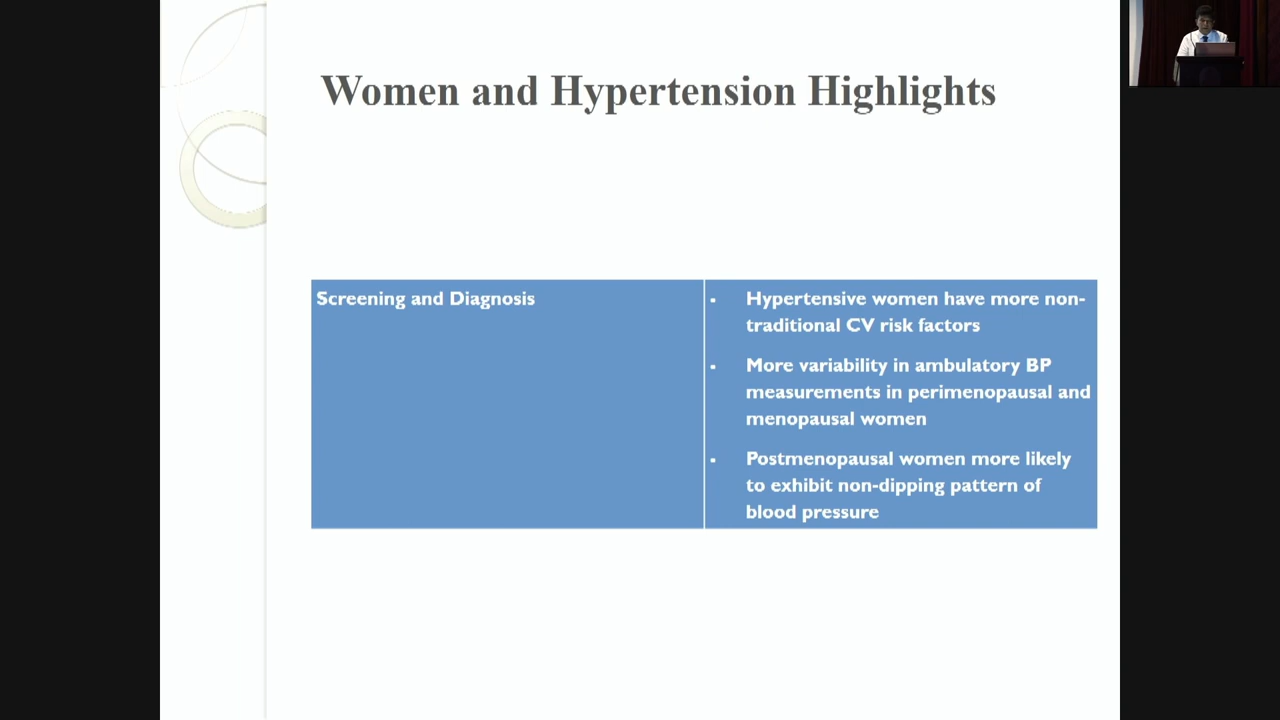 Women and Hypertension Highlights
Screening and Diagnosis
• Hypertensive women have more non-
traditional CV risk factors
• More variability in ambulatory BP
measurements in perimenopausal and
menopausal women
• Postmenopausal women more likely
to exhibit non-dipping pattern of
blood pressure